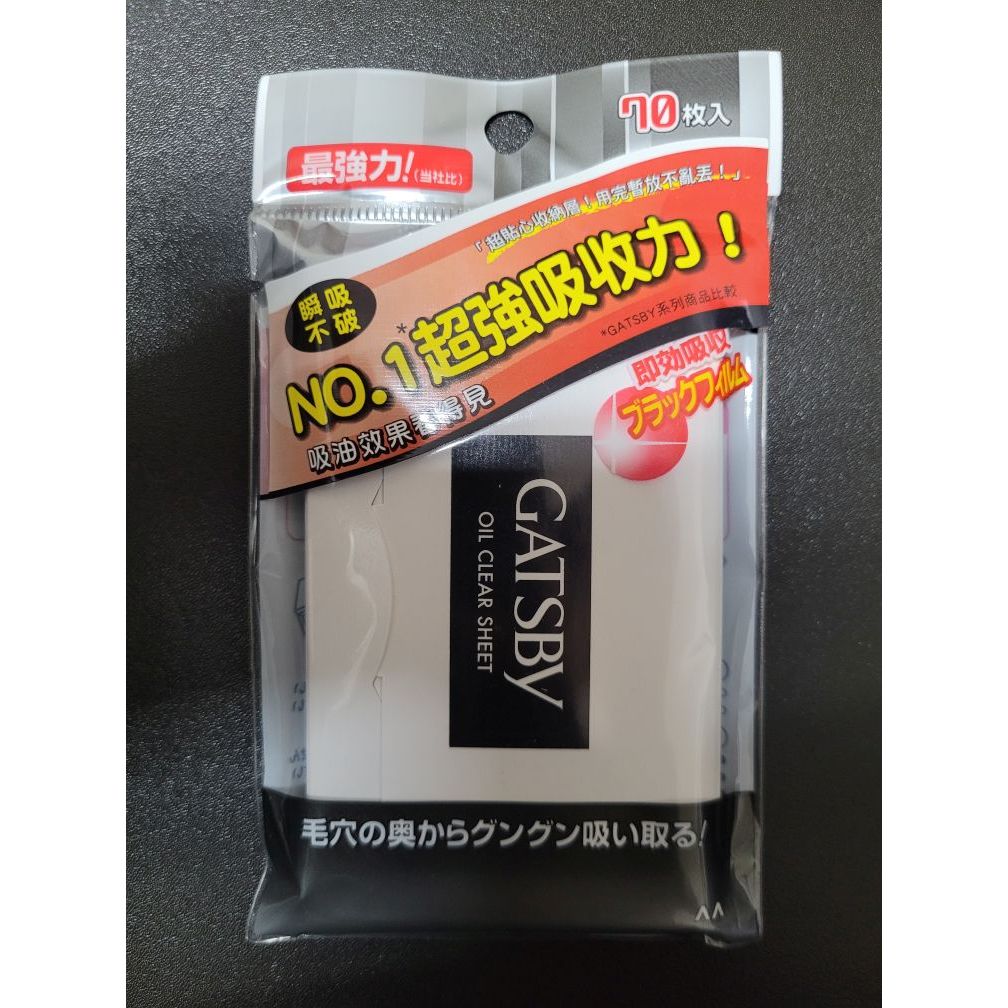 70枚入
最強力!(当社比)
「超貼心收納層！用完暫放不亂丟！」
瞬吸
不破
*NO.1超強吸收力！
*GATSBY系列商品比較
吸油效果看得見
即効吸収
ブラックフィルム
GATSBY
OIL CLEAR SHEET
毛穴の奥からグングン吸い取る!